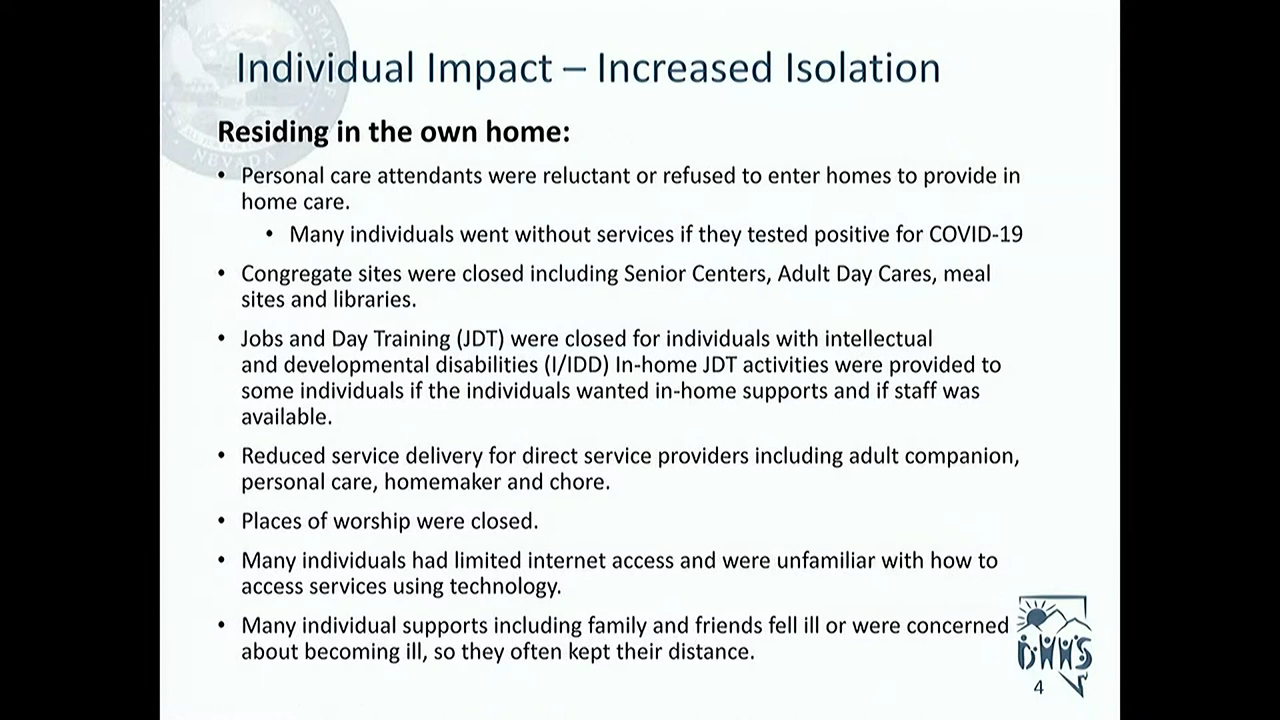 Individual Impact – Increased Isolation
Residing in the own home:
• Personal care attendants were reluctant or refused to enter homes to provide in
home care.
• Many individuals went without services if they tested positive for COVID-19
• Congregate sites were closed including Senior Centers, Adult Day Cares, meal
sites and libraries.
• Jobs and Day Training (JDT) were closed for individuals with intellectual
and developmental disabilities (I/IDD) In-home JDT activities were provided to
some individuals if the individuals wanted in-home supports and if staff was
available.
• Reduced service delivery for direct service providers including adult companion,
personal care, homemaker and chore.
• Places of worship were closed.
• Many individuals had limited internet access and were unfamiliar with how to
access services using technology.
• Many individual supports including family and friends fell ill or were concerned
about becoming ill, so they often kept their distance.
DHHS
4
NEVADA